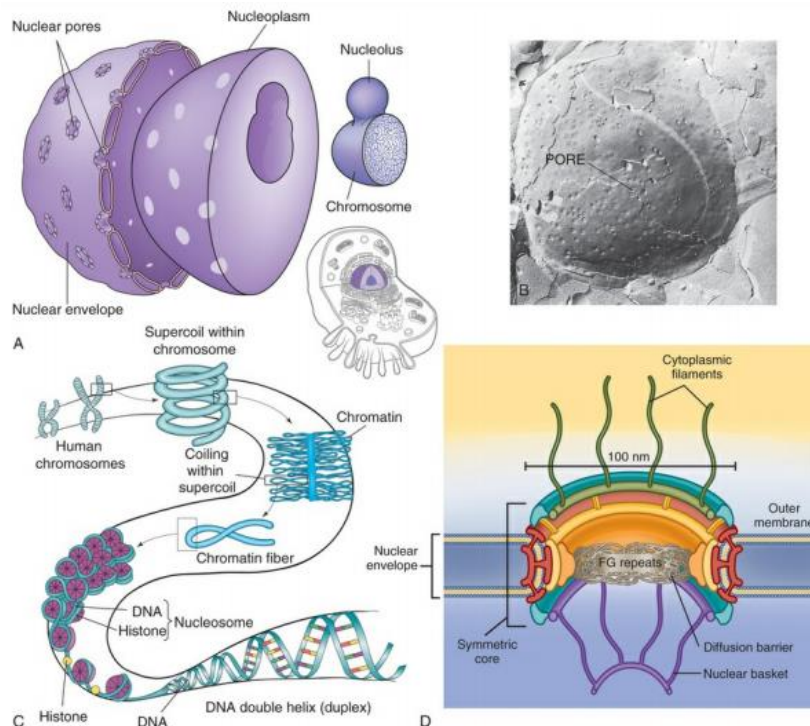 Nuclear pores
Nucleoplasm
Nucleolus
Chromosome
Nuclear envelope
A
PORE
B
Supercoil within
chromosome
Human
chromosomes
Coiling
within
supercoil
Chromatin
Chromatin fiber
DNA
Histone
Nucleosome
Histone
DNA
DNA double helix (duplex)
C
Cytoplasmic
filaments
100 nm
Outer
membrane
Nuclear
envelope
FG repeats
Symmetric
core
Diffusion barrier
Nuclear basket
D